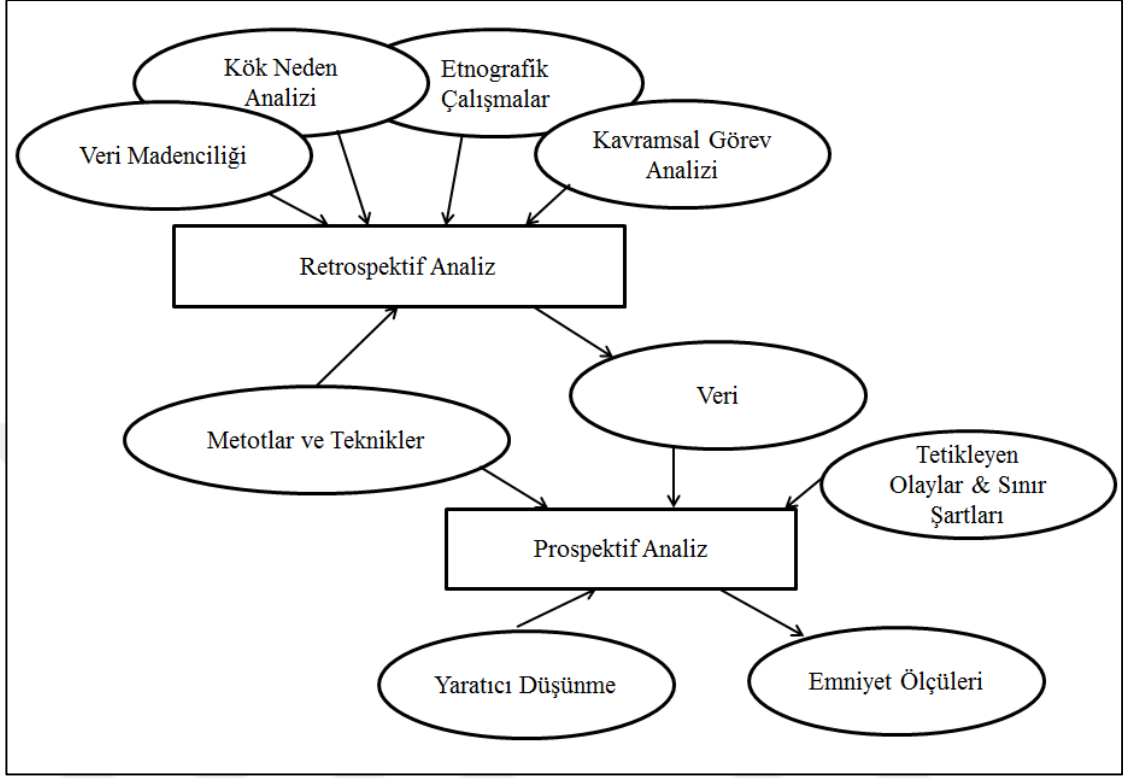 Kök Neden
Analizi
Etnografik
Çalışmalar
Veri Madenciliği
Kavramsal Görev
Analizi
Retrospektif Analiz
Veri
Metotlar ve Teknikler
Tetikleyen
Olaylar & Sınır
Şartları
Prospektif Analiz
Yaratıcı Düşünme
Emniyet Ölçüleri